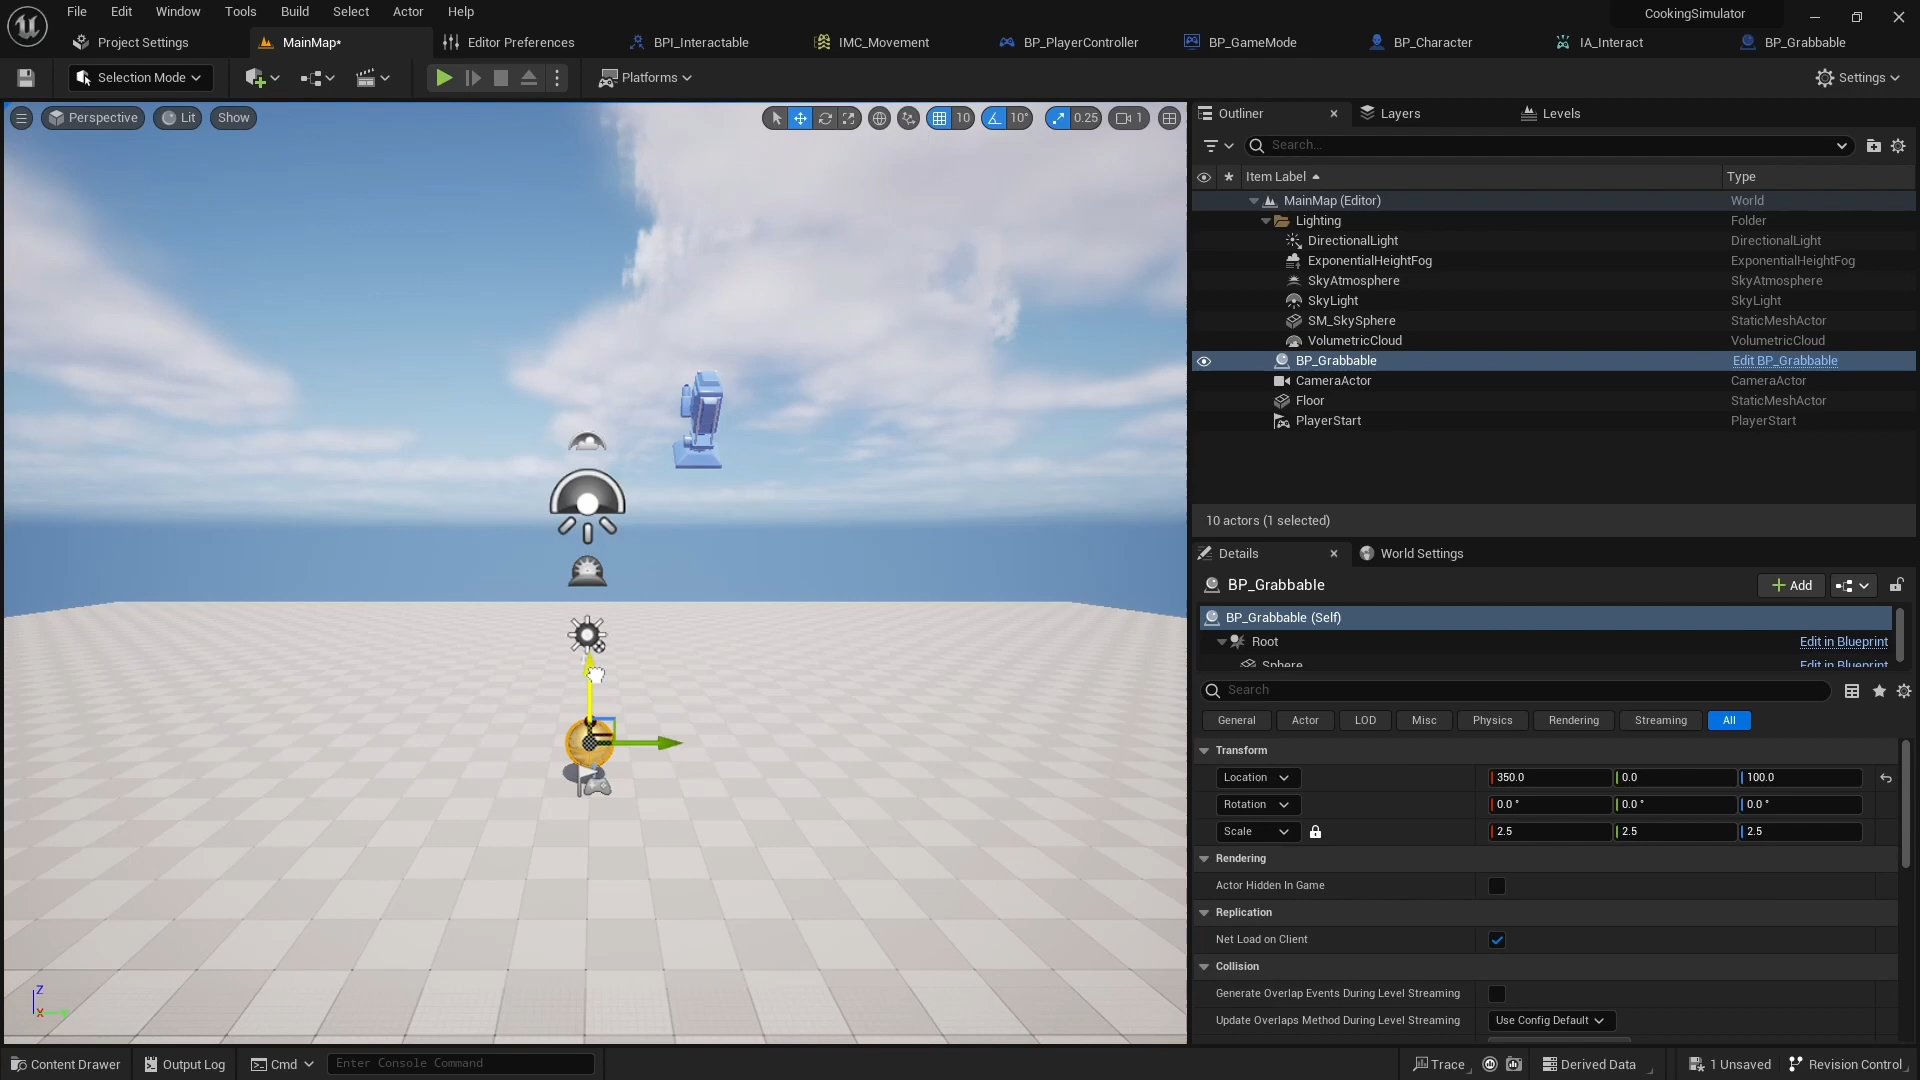 File Edit Window Tools Build Select Actor Help CookingSimulator
Project Settings MainMap* Editor Preferences BPI_Interactable IMC_Movement BP_PlayerController BP_GameMode BP_Character IA_Interact BP_Grabbable
Selection Mode Platforms Settings
Perspective Lit Show 10 10° 0.25 1
Outliner Layers Levels
Search...
Item Label Type
MainMap (Editor) World
Lighting Folder
DirectionalLight DirectionalLight
ExponentialHeightFog ExponentialHeightFog
SkyAtmosphere SkyAtmosphere
SkyLight SkyLight
SM_SkySphere StaticMeshActor
VolumetricCloud VolumetricCloud
BP_Grabbable Edit BP_Grabbable
CameraActor CameraActor
Floor StaticMeshActor
PlayerStart PlayerStart
10 actors (1 selected)
Details World Settings
BP_Grabbable Add
BP_Grabbable (Self)
Root Edit in Blueprint
Sphere Edit in Blueprint
Search
General Actor LOD Misc Physics Rendering Streaming All
Transform
Location 350.0 0.0 100.0
Rotation 0.0 ° 0.0 ° 0.0 °
Scale 2.5 2.5 2.5
Rendering
Actor Hidden In Game
Replication
Net Load on Client
Collision
Generate Overlap Events During Level Streaming
Update Overlaps Method During Level Streaming Use Config Default
Z
X
Content Drawer Output Log Cmd Enter Console Command Trace Derived Data 1 Unsaved Revision Control